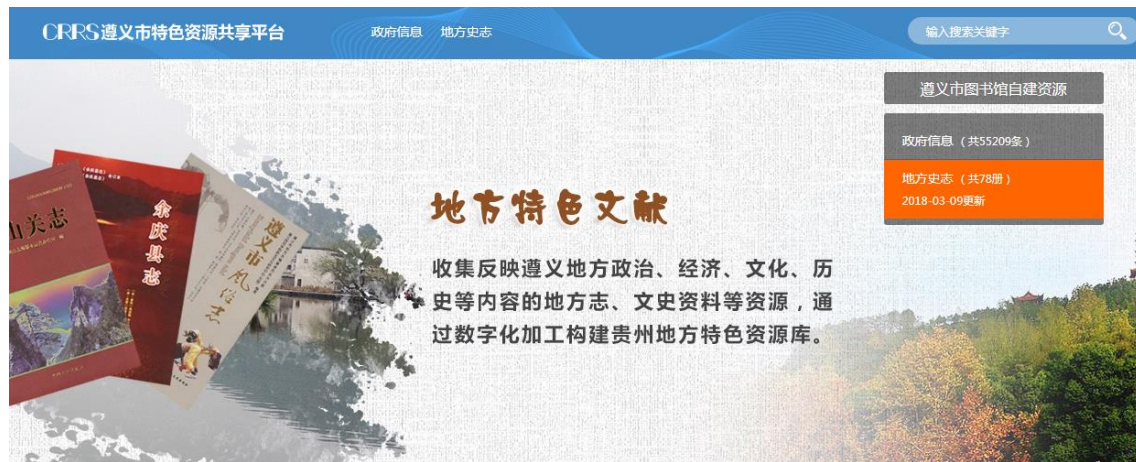 CRRS遵义市特色资源共享平台
政府信息 地方史志
输入搜索关键字
遵义市图书馆自建资源
政府信息(共55209条)
地方史志(共78册)
2018-03-09更新
地方特色文献
收集反映遵义地方政治、经济、文化、历
史等内容的地方志、文史资料等资源,通
过数字化加工构建贵州地方特色资源库。
山关志
余庆县志
遵义市风俗志